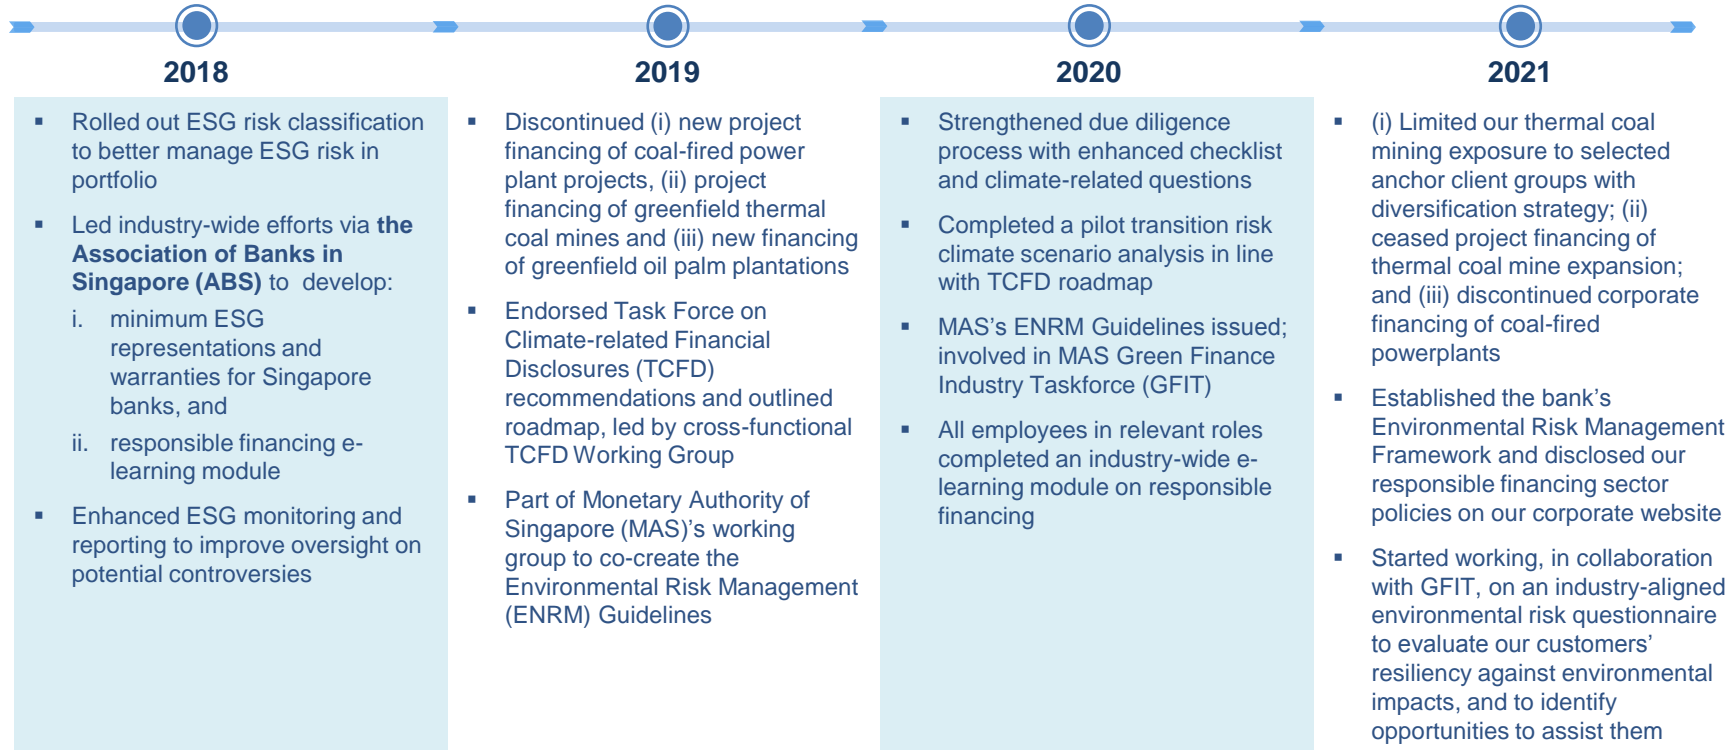 2018
▪ Rolled out ESG risk classification
to better manage ESG risk in
portfolio
▪ Led industry-wide efforts via the
Association of Banks in
Singapore (ABS) to develop:
i. minimum ESG
representations and
warranties for Singapore
banks, and
ii. responsible financing e-
learning module
▪ Enhanced ESG monitoring and
reporting to improve oversight on
potential controversies
2019
▪ Discontinued (i) new project
financing of coal-fired power
plant projects, (ii) project
financing of greenfield thermal
coal mines and (iii) new financing
of greenfield oil palm plantations
▪ Endorsed Task Force on
Climate-related Financial
Disclosures (TCFD)
recommendations and outlined
roadmap, led by cross-functional
TCFD Working Group
▪ Part of Monetary Authority of
Singapore (MAS)’s working
group to co-create the
Environmental Risk Management
(ENRM) Guidelines
2020
▪ Strengthened due diligence
process with enhanced checklist
and climate-related questions
▪ Completed a pilot transition risk
climate scenario analysis in line
with TCFD roadmap
▪ MAS’s ENRM Guidelines issued;
involved in MAS Green Finance
Industry Taskforce (GFIT)
▪ All employees in relevant roles
completed an industry-wide e-
learning module on responsible
financing
2021
▪ (i) Limited our thermal coal
mining exposure to selected
anchor client groups with
diversification strategy; (ii)
ceased project financing of
thermal coal mine expansion;
and (iii) discontinued corporate
financing of coal-fired
powerplants
▪ Established the bank’s
Environmental Risk Management
Framework and disclosed our
responsible financing sector
policies on our corporate website
▪ Started working, in collaboration
with GFIT, on an industry-aligned
environmental risk questionnaire
to evaluate our customers’
resiliency against environmental
impacts, and to identify
opportunities to assist them